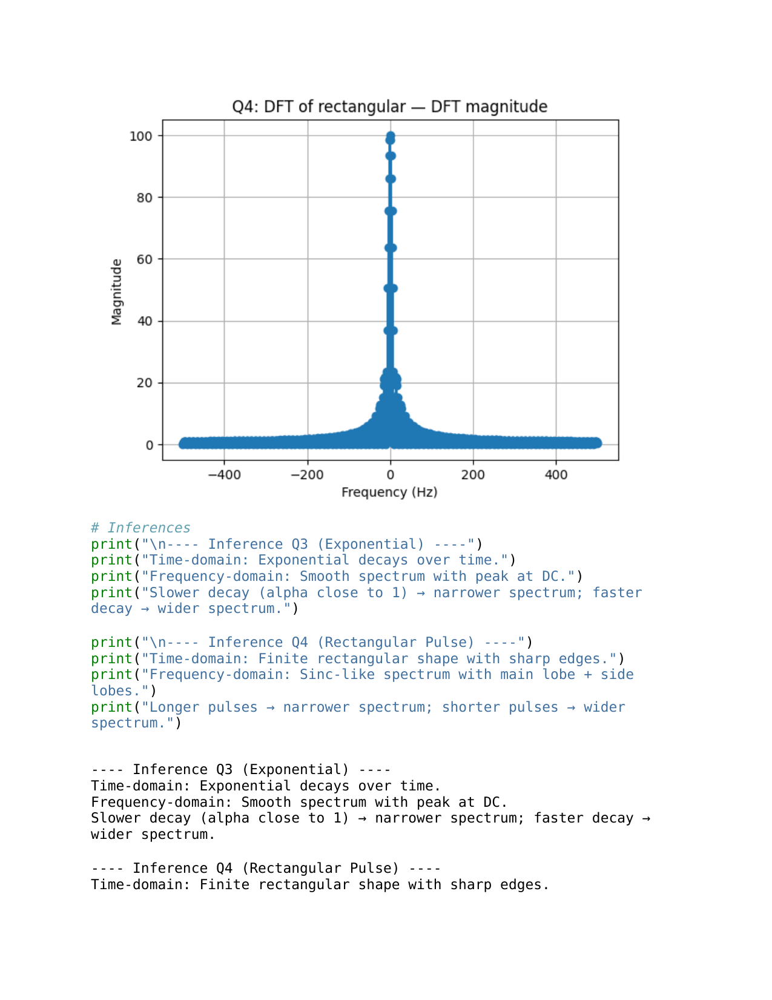 Q4: DFT of rectangular — DFT magnitude
100
80
60
40
20
0
Magnitude
−400
−200
0
200
400
Frequency (Hz)
# Inferences
print("\n---- Inference Q3 (Exponential) ----")
print("Time-domain: Exponential decays over time.")
print("Frequency-domain: Smooth spectrum with peak at DC.")
print("Slower decay (alpha close to 1) → narrower spectrum; faster
decay → wider spectrum.")
print("\n---- Inference Q4 (Rectangular Pulse) ----")
print("Time-domain: Finite rectangular shape with sharp edges.")
print("Frequency-domain: Sinc-like spectrum with main lobe + side
lobes.")
print("Longer pulses → narrower spectrum; shorter pulses → wider
spectrum.")
---- Inference Q3 (Exponential) ----
Time-domain: Exponential decays over time.
Frequency-domain: Smooth spectrum with peak at DC.
Slower decay (alpha close to 1) → narrower spectrum; faster decay →
wider spectrum.
---- Inference Q4 (Rectangular Pulse) ----
Time-domain: Finite rectangular shape with sharp edges.